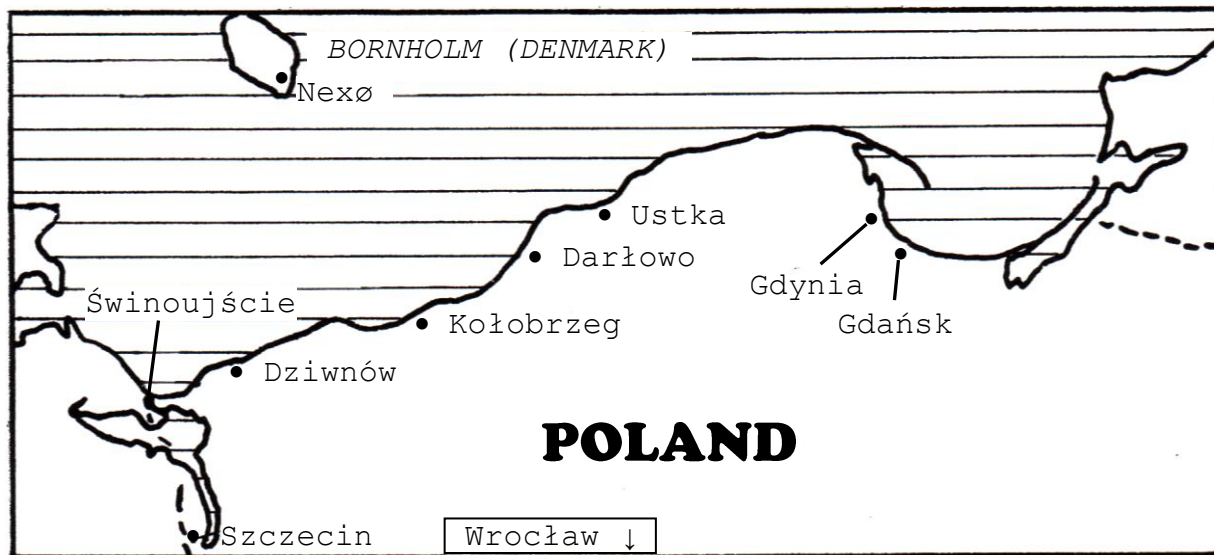 BORNHOLM (DENMARK)
Nexø
Ustka
Darłowo
Gdynia
Gdańsk
Świnoujście
Kołobrzeg
Dziwnów
POLAND
Szczecin
Wrocław ↓